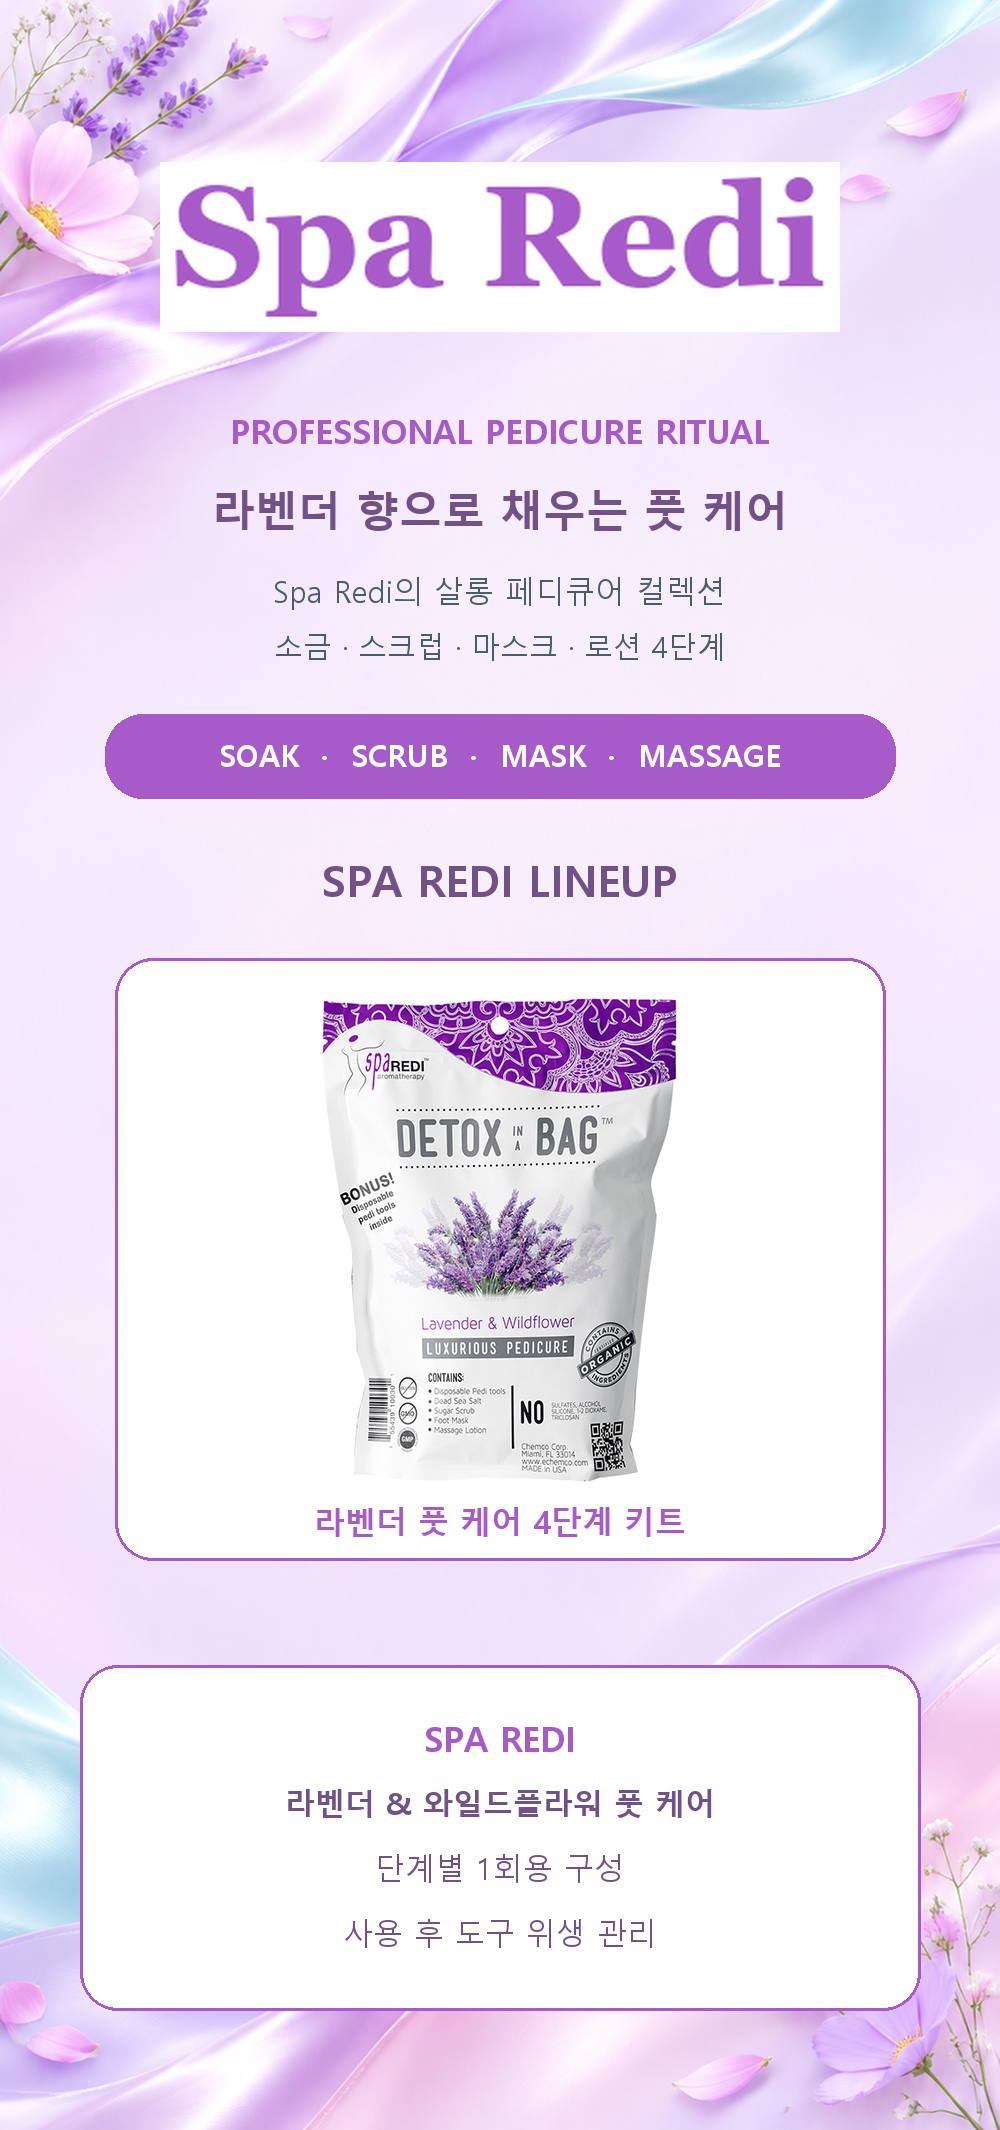 Spa Redi
PROFESSIONAL PEDICURE RITUAL
라벤더 향으로 채우는 풋 케어
Spa Redi의 살롱 페디큐어 컬렉션
소금 · 스크럽 · 마스크 · 로션 4단계
SOAK · SCRUB · MASK · MASSAGE
SPA REDI LINEUP
spaREDI™
aromatherapy
DETOX IN A BAG™
BONUS!
Disposable
pedi tools
inside
Lavender & Wildflower
LUXURIOUS PEDICURE
CONTAINS
ORGANIC
INGREDIENTS
CONTAINS:
• Disposable Pedi tools
• Dead Sea Salt
• Sugar Scrub
• Foot Mask
• Massage Lotion
NO
SULFATES, ALCOHOL
SILICONE, 1-2 DIOXAME,
TRICLOSAN
GMO
GMP
Chemco Corp.
Miami, FL 33014
www.echemco.com
MADE in USA
라벤더 풋 케어 4단계 키트
SPA REDI
라벤더 & 와일드플라워 풋 케어
단계별 1회용 구성
사용 후 도구 위생 관리